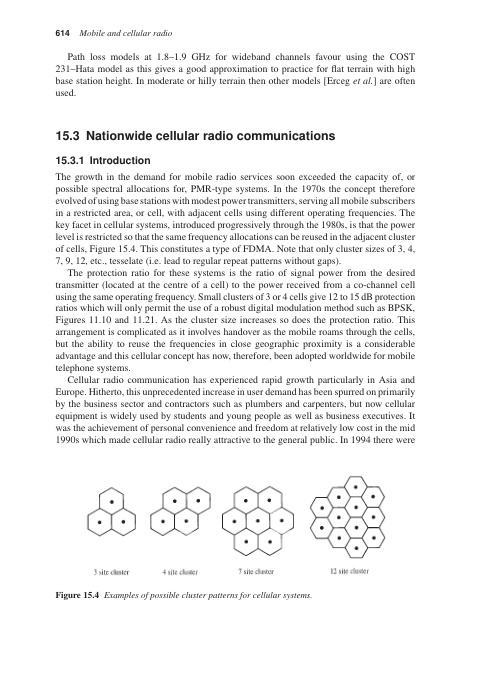 614 Mobile and cellular radio
Path loss models at 1.8–1.9 GHz for wideband channels favour using the COST
231–Hata model as this gives a good approximation to practice for flat terrain with high
base station height. In moderate or hilly terrain then other models [Erceg et al.] are often
used.
15.3 Nationwide cellular radio communications
15.3.1 Introduction
The growth in the demand for mobile radio services soon exceeded the capacity of, or
possible spectral allocations for, PMR-type systems. In the 1970s the concept therefore
evolved of using base stations with modest power transmitters, serving all mobile subscribers
in a restricted area, or cell, with adjacent cells using different operating frequencies. The
key facet in cellular systems, introduced progressively through the 1980s, is that the power
level is restricted so that the same frequency allocations can be reused in the adjacent cluster
of cells, Figure 15.4. This constitutes a type of FDMA. Note that only cluster sizes of 3, 4,
7, 9, 12, etc., tesselate (i.e. lead to regular repeat patterns without gaps).
The protection ratio for these systems is the ratio of signal power from the desired
transmitter (located at the centre of a cell) to the power received from a co-channel cell
using the same operating frequency. Small clusters of 3 or 4 cells give 12 to 15 dB protection
ratios which will only permit the use of a robust digital modulation method such as BPSK,
Figures 11.10 and 11.21. As the cluster size increases so does the protection ratio. This
arrangement is complicated as it involves handover as the mobile roams through the cells,
but the ability to reuse the frequencies in close geographic proximity is a considerable
advantage and this cellular concept has now, therefore, been adopted worldwide for mobile
telephone systems.
Cellular radio communication has experienced rapid growth particularly in Asia and
Europe. Hitherto, this unprecedented increase in user demand has been spurred on primarily
by the business sector and contractors such as plumbers and carpenters, but now cellular
equipment is widely used by students and young people as well as business executives. It
was the achievement of personal convenience and freedom at relatively low cost in the mid
1990s which made cellular radio really attractive to the general public. In 1994 there were
3 site cluster 4 site cluster 7 site cluster 12 site cluster
Figure 15.4 Examples of possible cluster patterns for cellular systems.